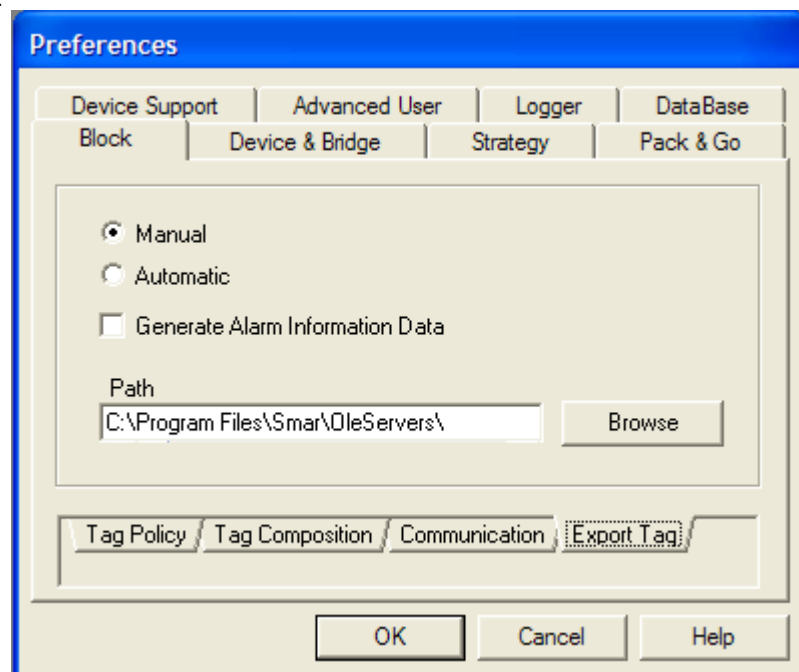 Preferences
Device Support Advanced User Logger DataBase
Block Device & Bridge Strategy Pack & Go
Manual
Automatic
Generate Alarm Information Data
Path
C:\Program Files\Smar\OleServers\ Browse
Tag Policy Tag Composition Communication Export Tag
OK Cancel Help